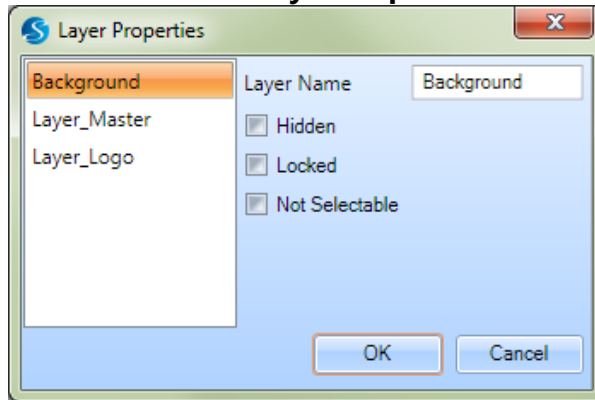 Layer Properties
Background
Layer_Master
Layer_Logo
Layer Name Background
Hidden
Locked
Not Selectable
OK Cancel